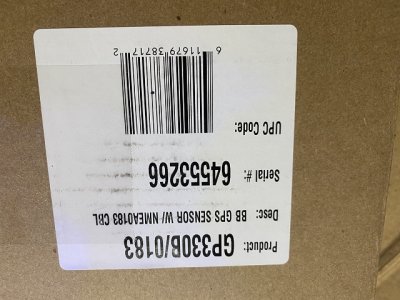 Product: GP330B/0183
Desc: BB GPS SENSOR W/ NMEA0183 CBL
Serial #: 64553266
UPC Code:
6 11679 38717 2